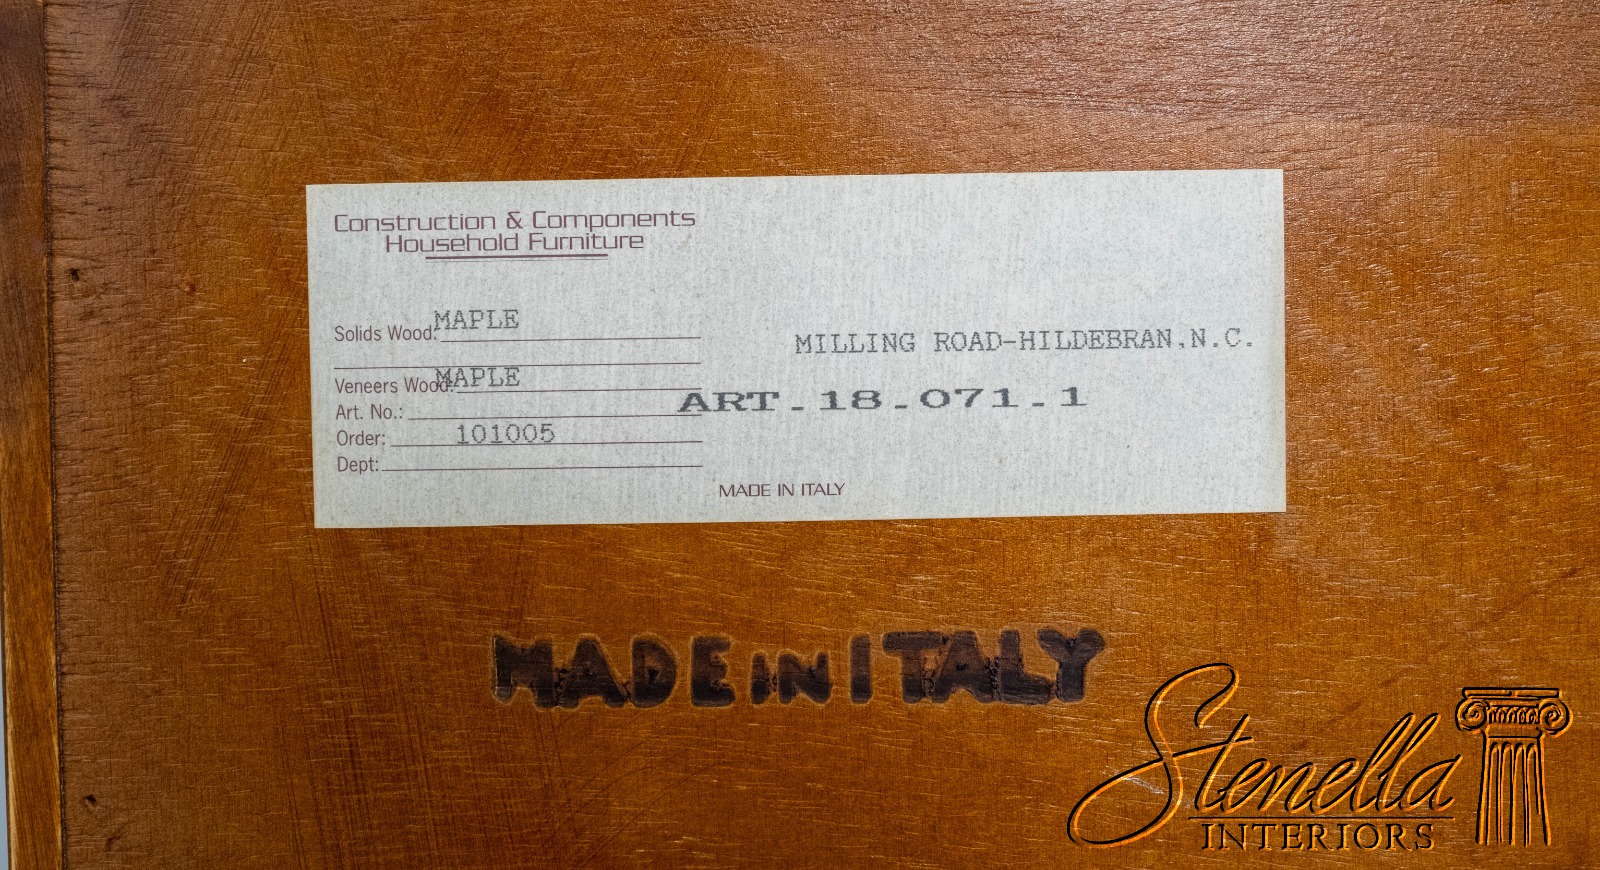 Construction & Components
Household Furniture
Solids Wood: MAPLE
Veneers Wood: MAPLE
Art. No.:
Order: 101005
Dept:
MILLING ROAD-HILDEBRAN,N.C.
ART.18.071.1
MADE IN ITALY
MADE IN ITALY
Stenella
INTERIORS